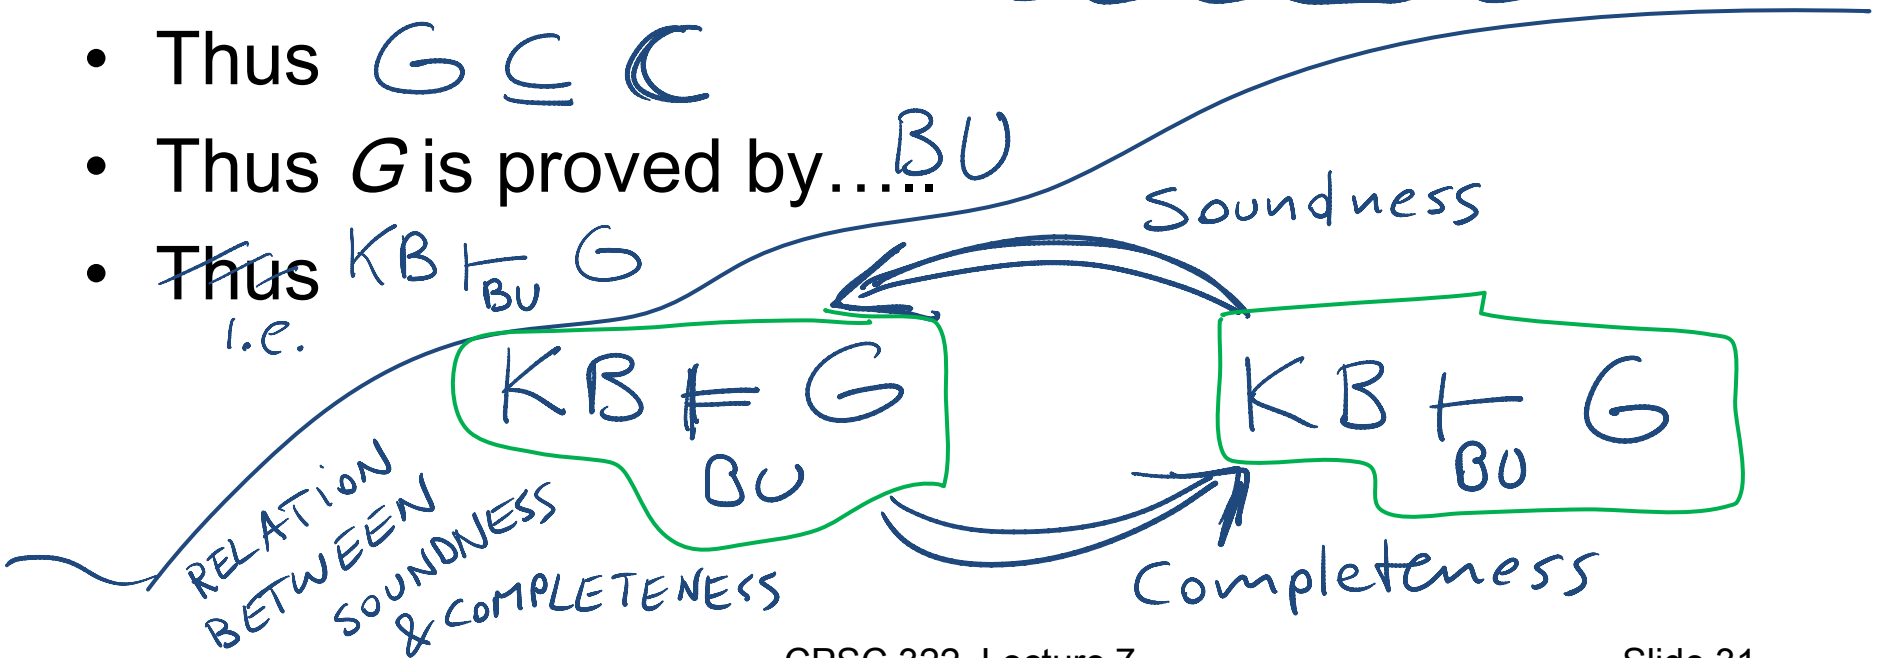 • Thus G ⊆ C
• Thus G is proved by….. BU
• Thus KB ⊢BU G
i.e.
Soundness
KB ⊨ G
BU
KB ⊢ G
BU
RELATION
BETWEEN
SOUNDNESS
& COMPLETENESS
Completeness
CPSC 322, Lecture 7
Slide 31